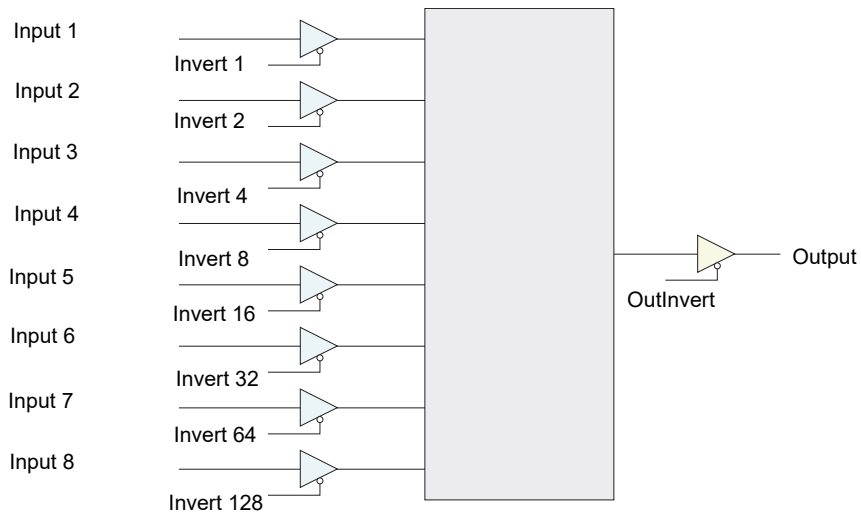 Input 1
Invert 1
Input 2
Invert 2
Input 3
Invert 4
Input 4
Invert 8
Input 5
Invert 16
Input 6
Invert 32
Input 7
Invert 64
Input 8
Invert 128
Output
OutInvert